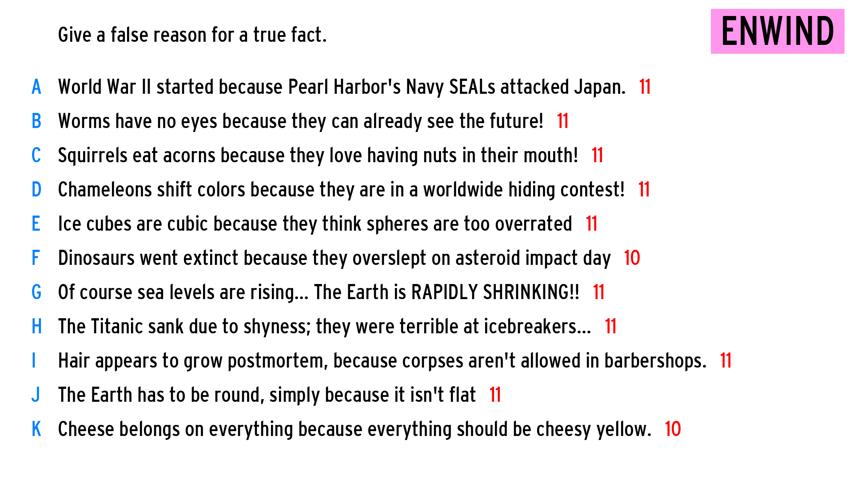 Give a false reason for a true fact.
ENWIND
A World War II started because Pearl Harbor's Navy SEALs attacked Japan. 11
B Worms have no eyes because they can already see the future! 11
C Squirrels eat acorns because they love having nuts in their mouth! 11
D Chameleons shift colors because they are in a worldwide hiding contest! 11
E Ice cubes are cubic because they think spheres are too overrated 11
F Dinosaurs went extinct because they overslept on asteroid impact day 10
G Of course sea levels are rising... The Earth is RAPIDLY SHRINKING!! 11
H The Titanic sank due to shyness; they were terrible at icebreakers... 11
I Hair appears to grow postmortem, because corpses aren't allowed in barbershops. 11
J The Earth has to be round, simply because it isn't flat 11
K Cheese belongs on everything because everything should be cheesy yellow. 10